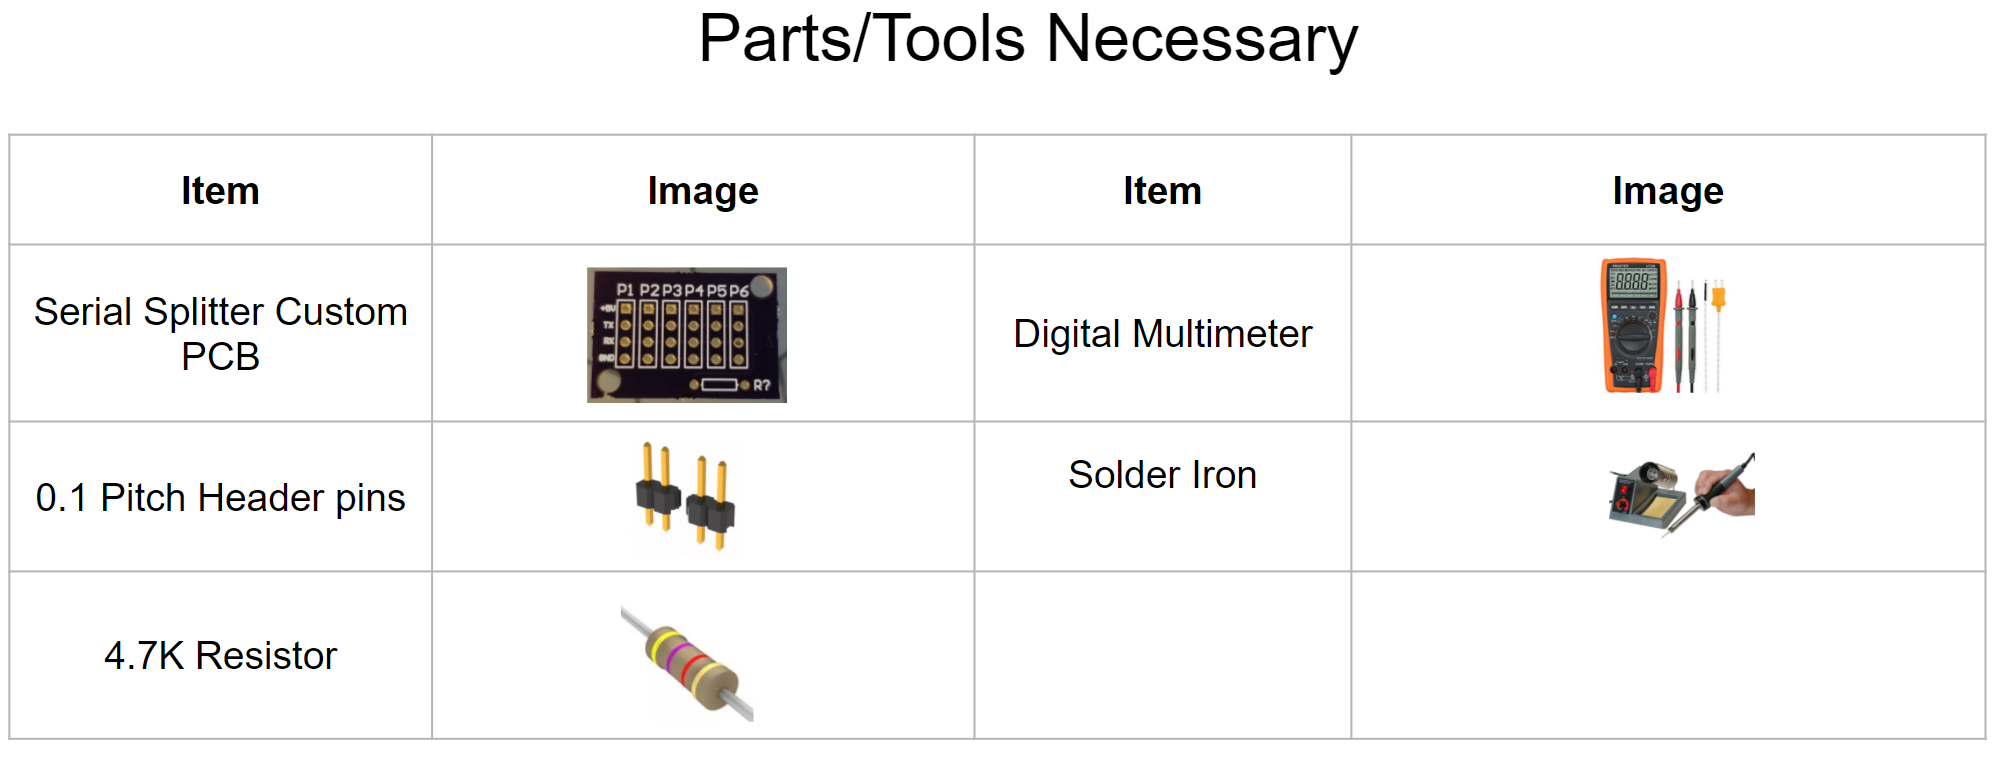 Parts/Tools Necessary
Item
Image
Item
Image
Serial Splitter Custom
PCB
P1 P2 P3 P4 P5 P6
+5V
TX
RX
GND
R?
Digital Multimeter
0.1 Pitch Header pins
Solder Iron
4.7K Resistor